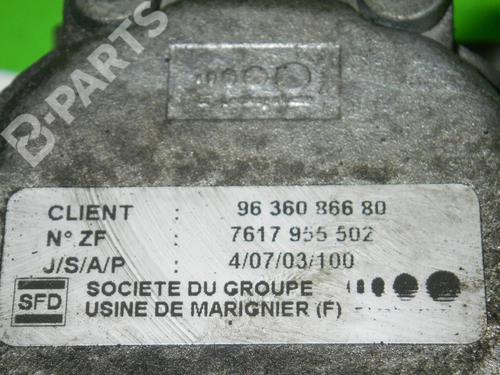 B-PARTS
CLIENT : 96 360 866 80
N° ZF : 7617 955 502
J/S/A/P : 4/07/03/100
SFD SOCIETE DU GROUPE
USINE DE MARIGNIER (F)